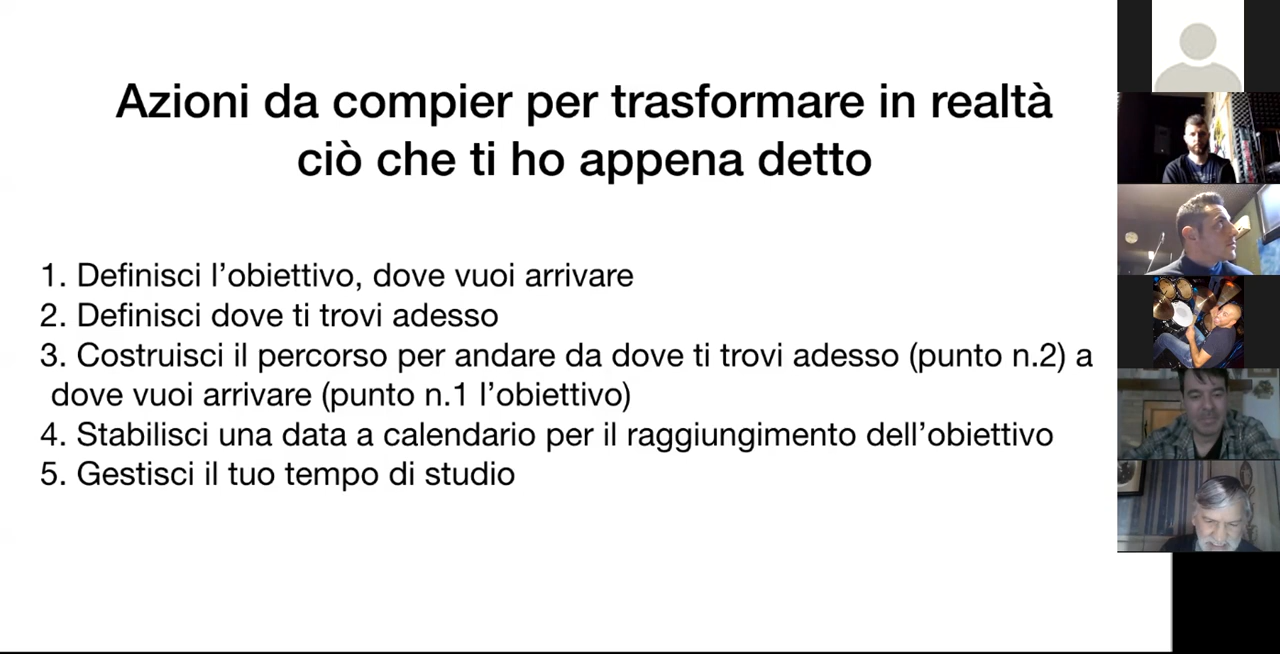 Azioni da compier per trasformare in realtà
ciò che ti ho appena detto
1. Definisci l’obiettivo, dove vuoi arrivare
2. Definisci dove ti trovi adesso
3. Costruisci il percorso per andare da dove ti trovi adesso (punto n.2) a
dove vuoi arrivare (punto n.1 l’obiettivo)
4. Stabilisci una data a calendario per il raggiungimento dell’obiettivo
5. Gestisci il tuo tempo di studio